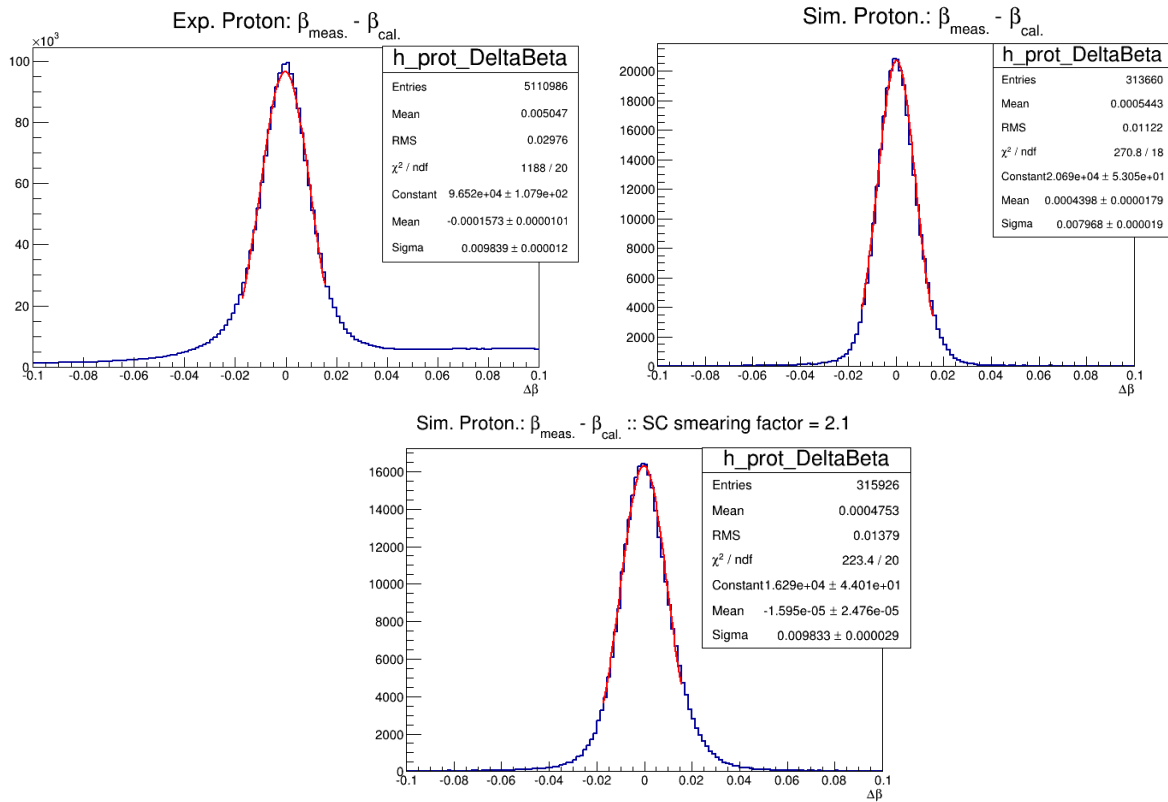 Exp. Proton: β_meas. - β_cal.
×10³
h_prot_DeltaBeta
Entries 5110986
Mean 0.005047
RMS 0.02976
χ² / ndf 1188 / 20
Constant 9.652e+04 ± 1.079e+02
Mean -0.0001573 ± 0.0000101
Sigma 0.009839 ± 0.000012
100
80
60
40
20
0
-0.1 -0.08 -0.06 -0.04 -0.02 0 0.02 0.04 0.06 0.08 0.1
Δβ
Sim. Proton.: β_meas. - β_cal.
h_prot_DeltaBeta
Entries 313660
Mean 0.0005443
RMS 0.01122
χ² / ndf 270.8 / 18
Constant 2.069e+04 ± 5.305e+01
Mean 0.0004398 ± 0.0000179
Sigma 0.007968 ± 0.000019
20000
18000
16000
14000
12000
10000
8000
6000
4000
2000
0
-0.1 -0.08 -0.06 -0.04 -0.02 0 0.02 0.04 0.06 0.08 0.1
Δβ
Sim. Proton.: β_meas. - β_cal. :: SC smearing factor = 2.1
h_prot_DeltaBeta
Entries 315926
Mean 0.0004753
RMS 0.01379
χ² / ndf 223.4 / 20
Constant 1.629e+04 ± 4.401e+01
Mean -1.595e-05 ± 2.476e-05
Sigma 0.009833 ± 0.000029
16000
14000
12000
10000
8000
6000
4000
2000
0
-0.1 -0.08 -0.06 -0.04 -0.02 0 0.02 0.04 0.06 0.08 0.1
Δβ